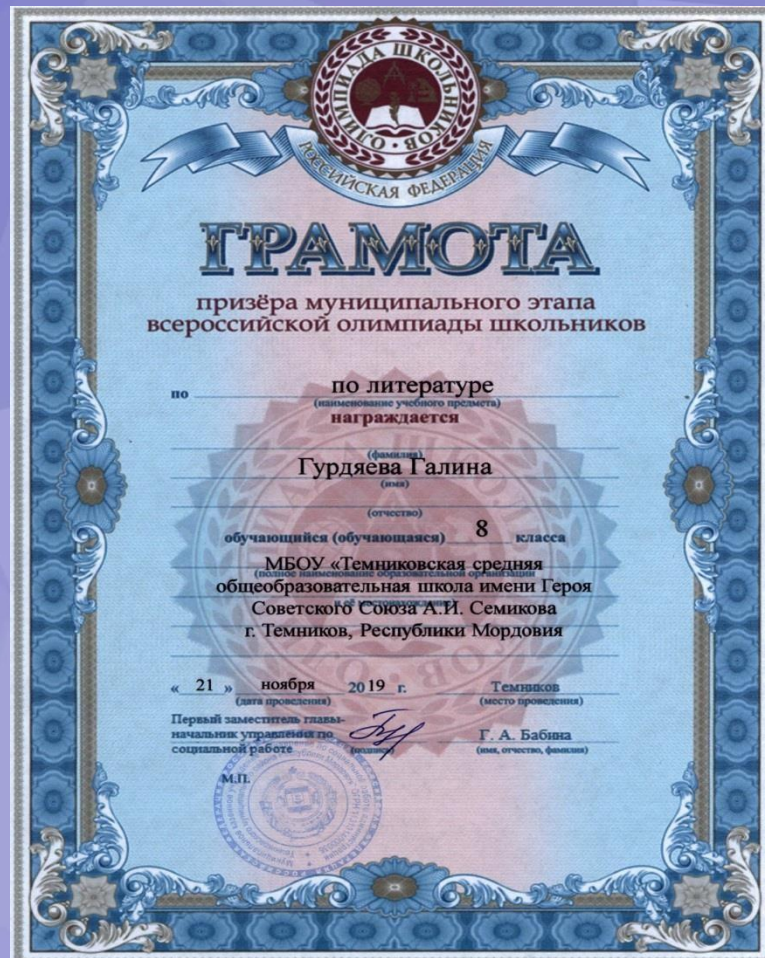 ОЛИМПИАДА ШКОЛЬНИКОВ
РОССИЙСКАЯ ФЕДЕРАЦИЯ
ГРАМОТА
призёра муниципального этапа
всероссийской олимпиады школьников
по по литературе
(наименование учебного предмета)
награждается
(фамилия)
Гурдяева Галина
(имя)
(отчество)
обучающийся (обучающаяся) 8 класса
МБОУ «Темниковская средняя
(полное наименование образовательной организации
общеобразовательная школа имени Героя
и её местонахождение)
Советского Союза А.И. Семикова
г. Темников, Республики Мордовия
« 21 » ноября 2019 г. Темников
(дата проведения) (место проведения)
Первый заместитель главы-
начальник управления по
социальной работе Г. А. Бабина
(подпись) (имя, отчество, фамилия)
М.П.